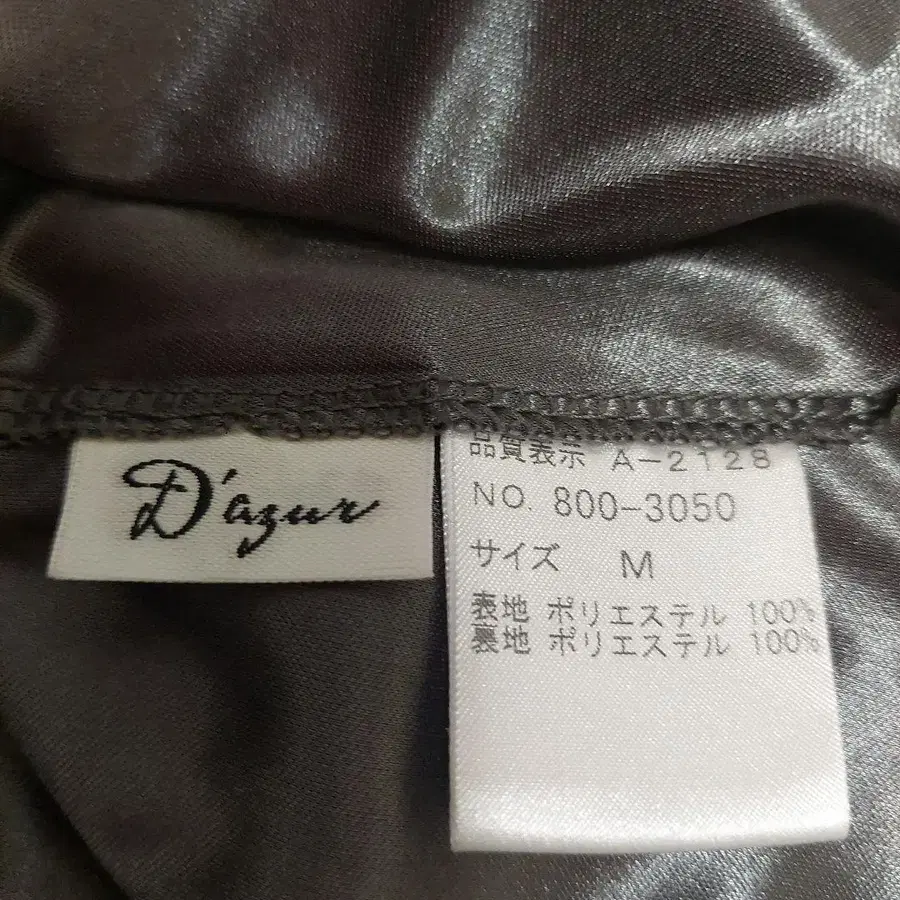 D'azur
品質表示 A-2128
NO. 800-3050
サイズ M
表地 ポリエステル 100%
裏地 ポリエステル 100%